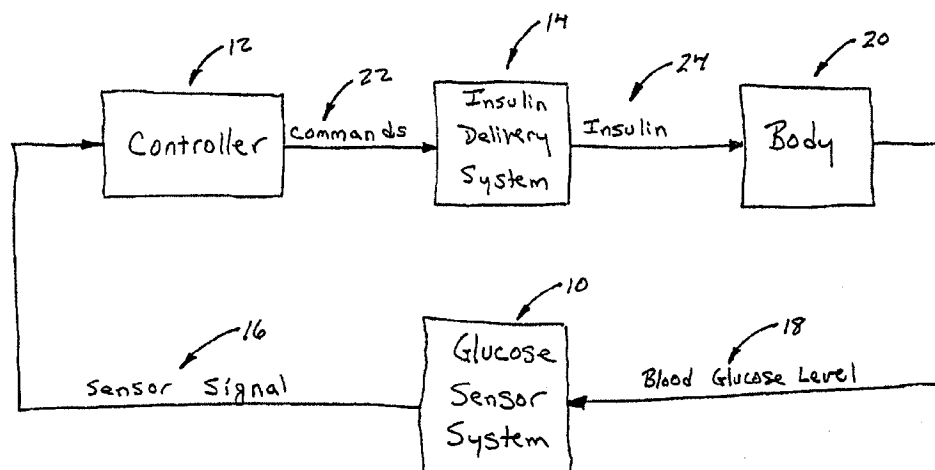 12
14
20
22
24
Controller
commands
Insulin
Delivery
System
Insulin
Body
10
16
18
Sensor Signal
Glucose
Sensor
System
Blood Glucose Level